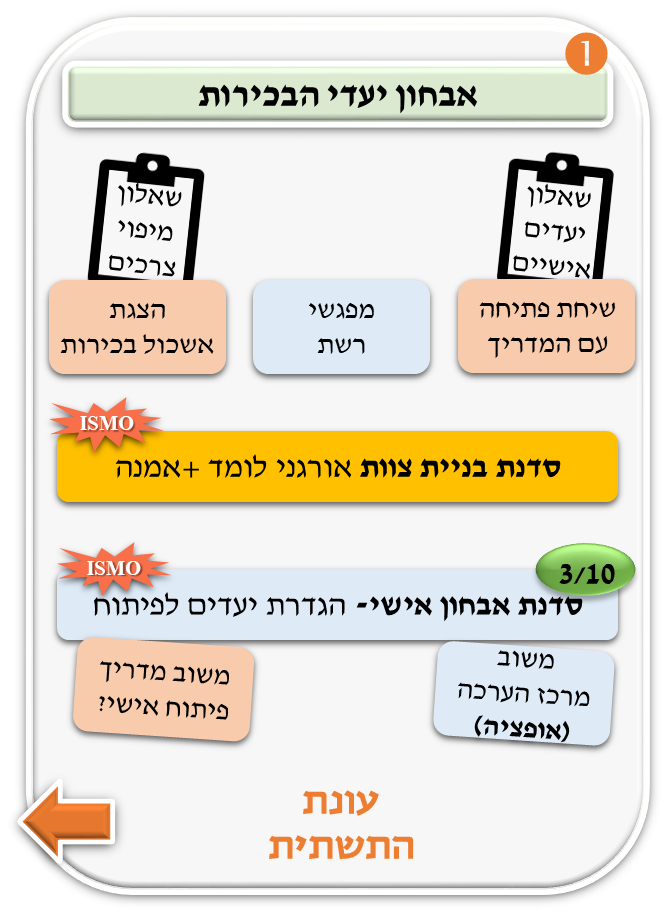 1
אבחון יעדי הבכירות
שאלון
יעדים
אישיים
שיחת פתיחה
עם המדריך
מפגשי
רשת
שאלון
מיפוי
צרכים
הצגת
אשכול בכירות
ISMO
סדנת בניית צוות אורגני לומד +אמנה
ISMO
3/10
סדנת אבחון אישי- הגדרת יעדים לפיתוח
משוב
מרכז הערכה
(אופציה)
משוב מדריך
פיתוח אישי?
עונת
התשתית